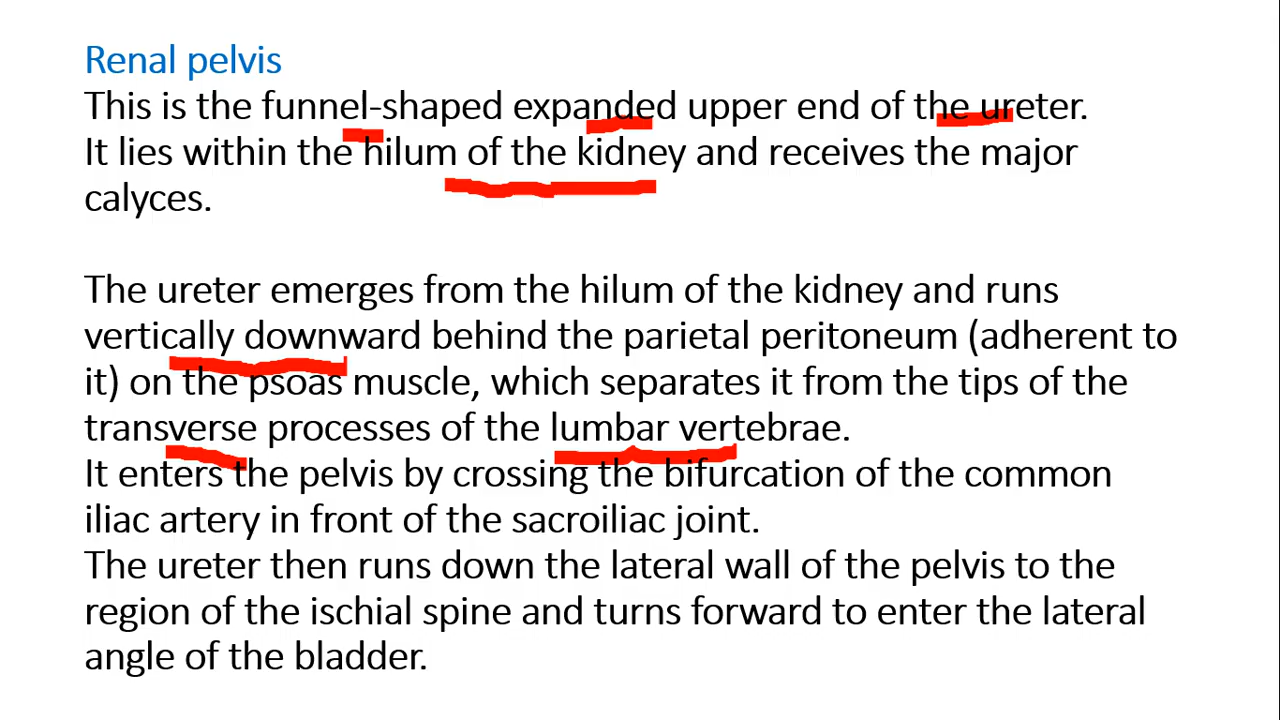 Renal pelvis
This is the funnel-shaped expanded upper end of the ureter.
It lies within the hilum of the kidney and receives the major
calyces.
The ureter emerges from the hilum of the kidney and runs
vertically downward behind the parietal peritoneum (adherent to
it) on the psoas muscle, which separates it from the tips of the
transverse processes of the lumbar vertebrae.
It enters the pelvis by crossing the bifurcation of the common
iliac artery in front of the sacroiliac joint.
The ureter then runs down the lateral wall of the pelvis to the
region of the ischial spine and turns forward to enter the lateral
angle of the bladder.